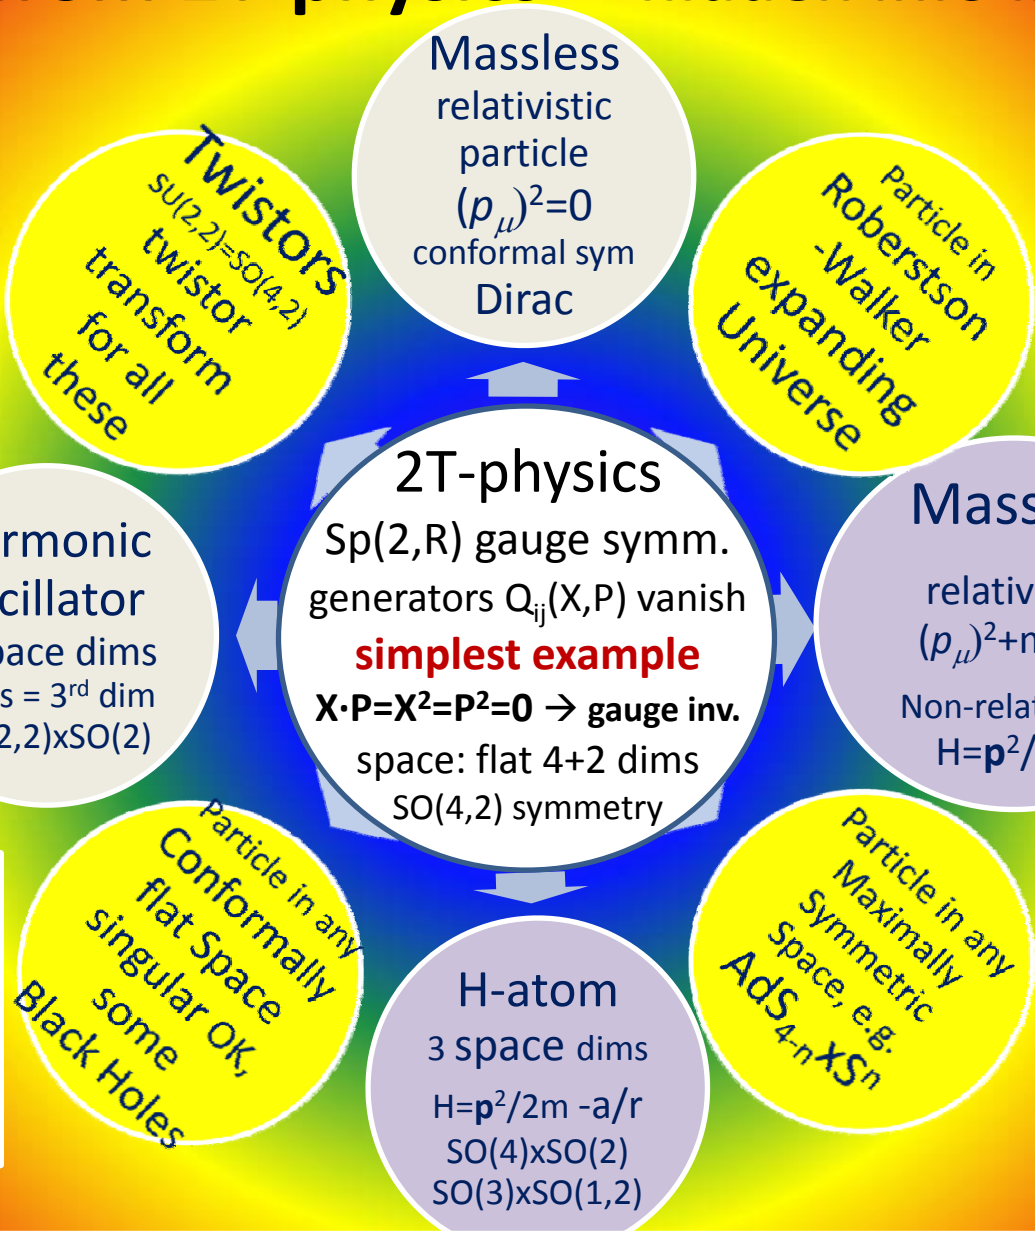 2T-physics
Massless
relativistic
particle
(pμ)²=0
conformal sym
Dirac
Twistors
SU(2,2)=SO(4,2)
twistor
transform
for all
these
Particle in
Roberstson
-Walker
expanding
Universe
2T-physics
Sp(2,R) gauge symm.
generators Qij(X,P) vanish
simplest example
X·P=X²=P²=0 → gauge inv.
space: flat 4+2 dims
SO(4,2) symmetry
rmonic
cillator
pace dims
s = 3rd dim
2,2)xSO(2)
Mass
relativ
(pμ)²+m
Non-relat
H=p²/
Particle in any
Conformally
flat Space
singular OK,
some
Black Holes
H-atom
3 space dims
H=p²/2m -a/r
SO(4)xSO(2)
SO(3)xSO(1,2)
Particle in any
Maximally
Symmetric
Space, e.g.
AdS4-nxSⁿ